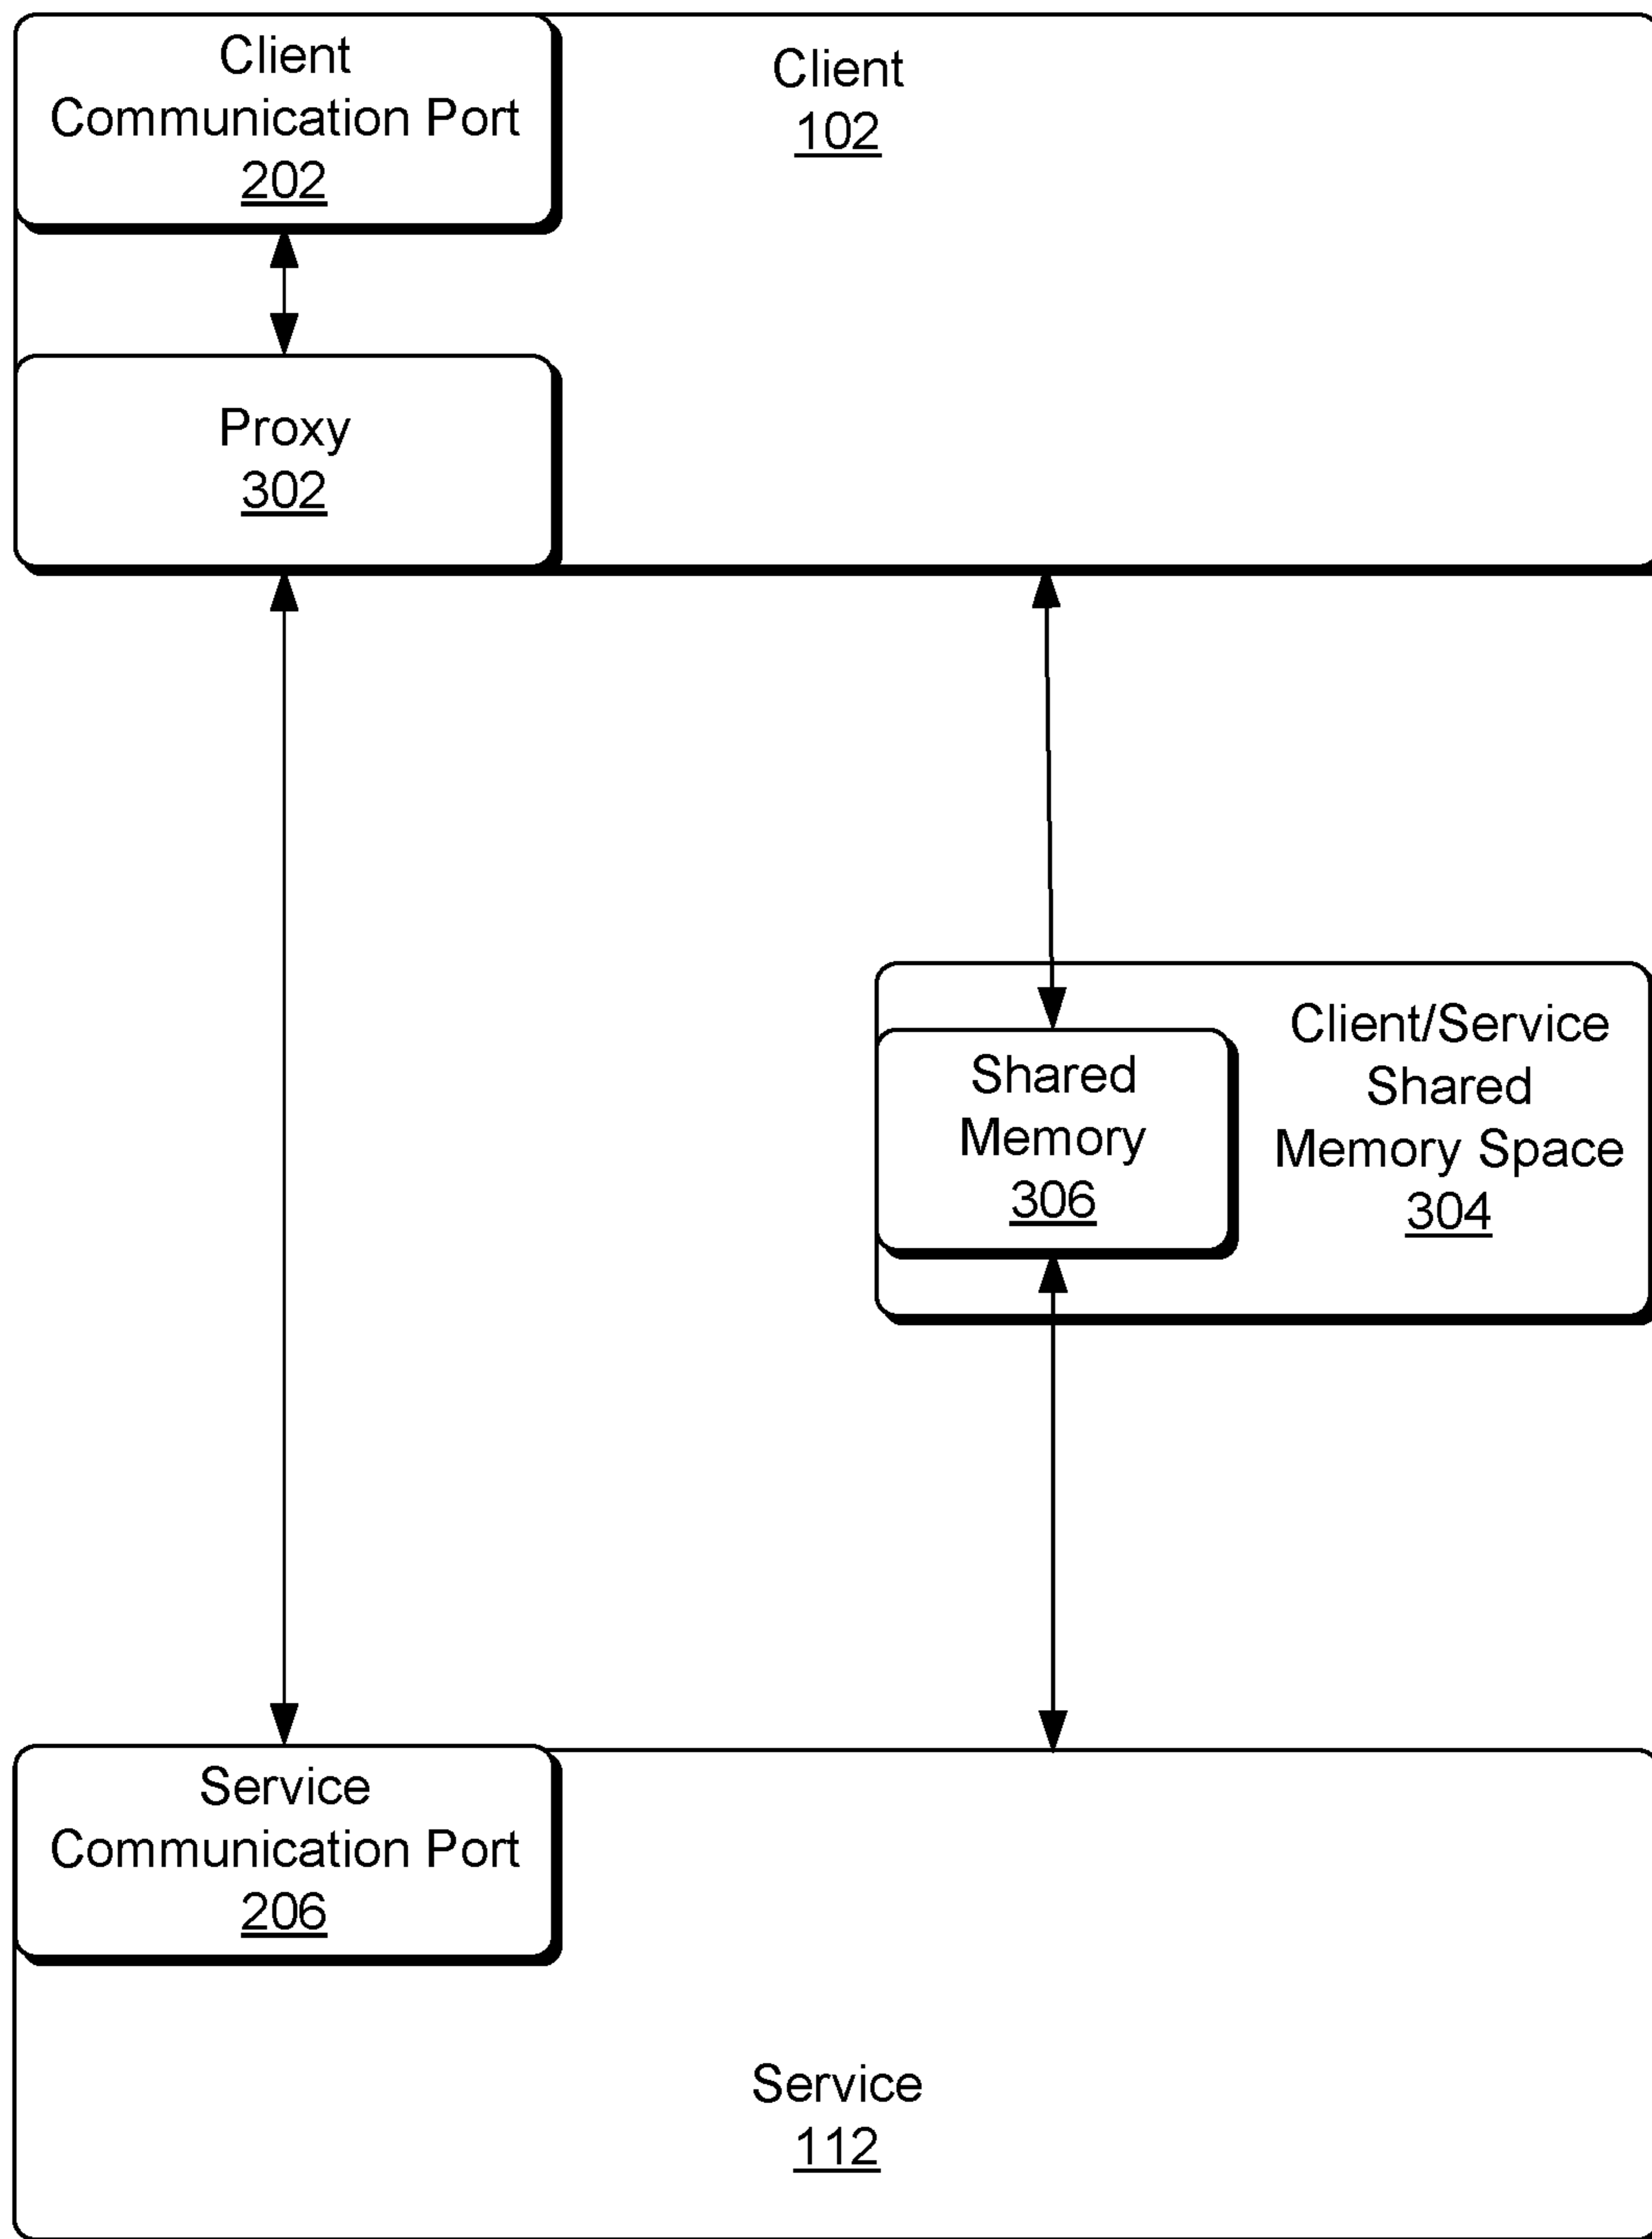 Client
Communication Port
202
Client
102
Proxy
302
Shared
Memory
306
Client/Service
Shared
Memory Space
304
Service
Communication Port
206
Service
112